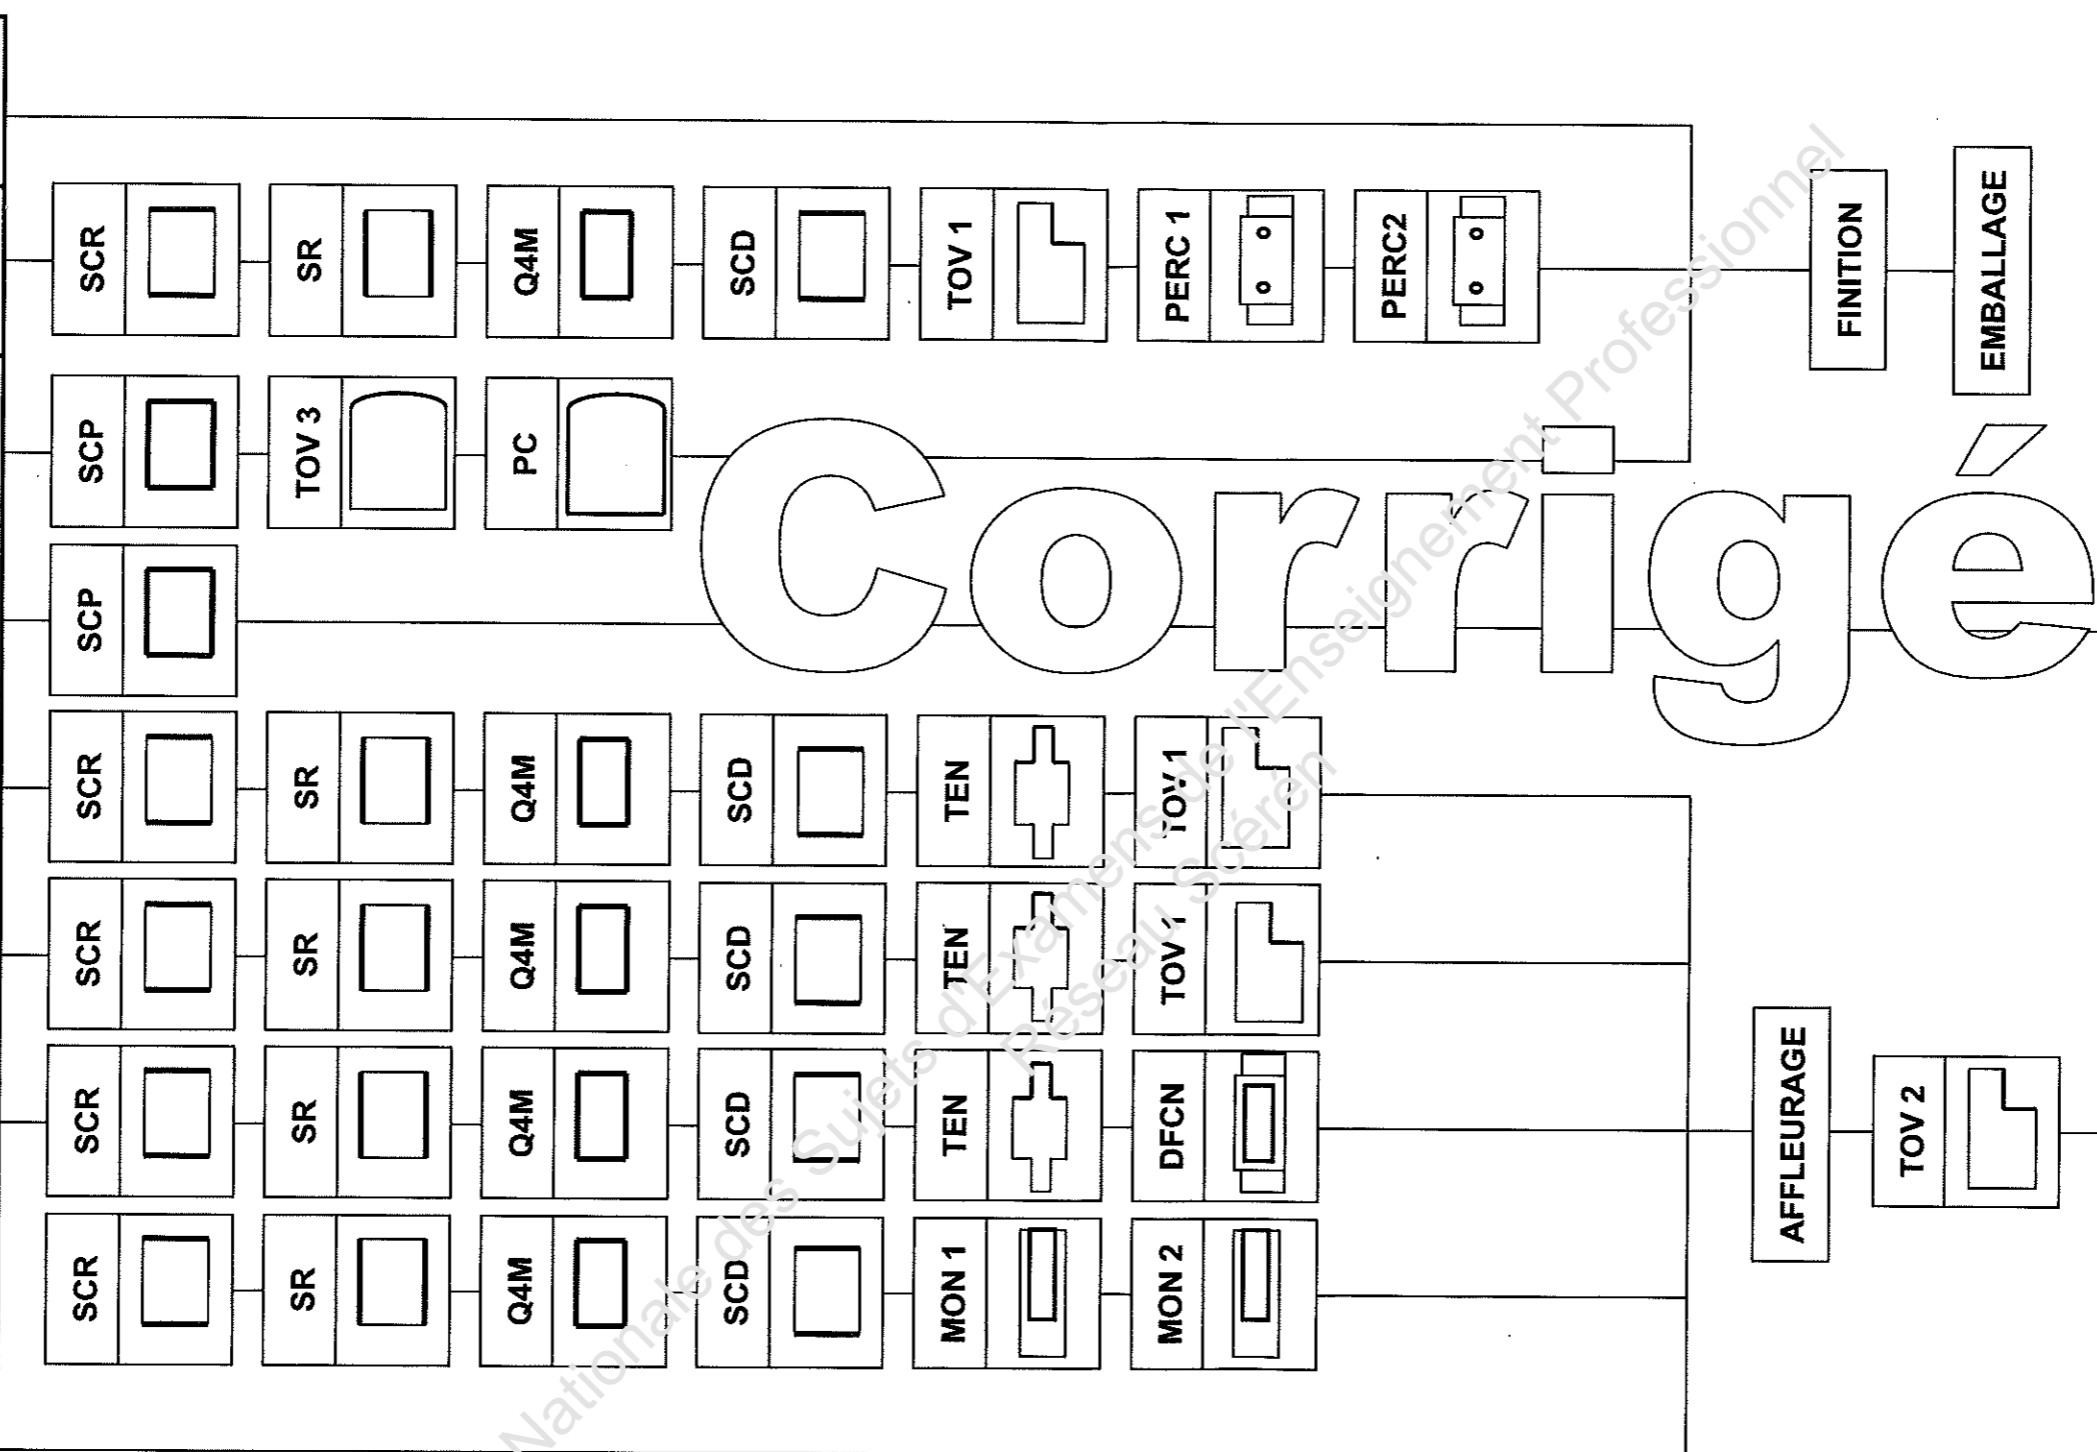 SCR
SR
Q4M
SCD
TOV 1
PERC 1
PERC2
FINITION
EMBALLAGE
SCP
TOV 3
PC
Corrigé
SCP
SCR
SR
Q4M
SCD
TEN
TOV 1
SCR
SR
Q4M
SCD
TEN
TOV 1
SCR
SR
Q4M
SCD
TEN
DFCN
AFFLEURAGE
TOV 2
SCR
SR
Q4M
SCD
MON 1
MON 2
Nationale des Sujets d'Examens de l'Enseignement Professionnel
Réseau Scérén